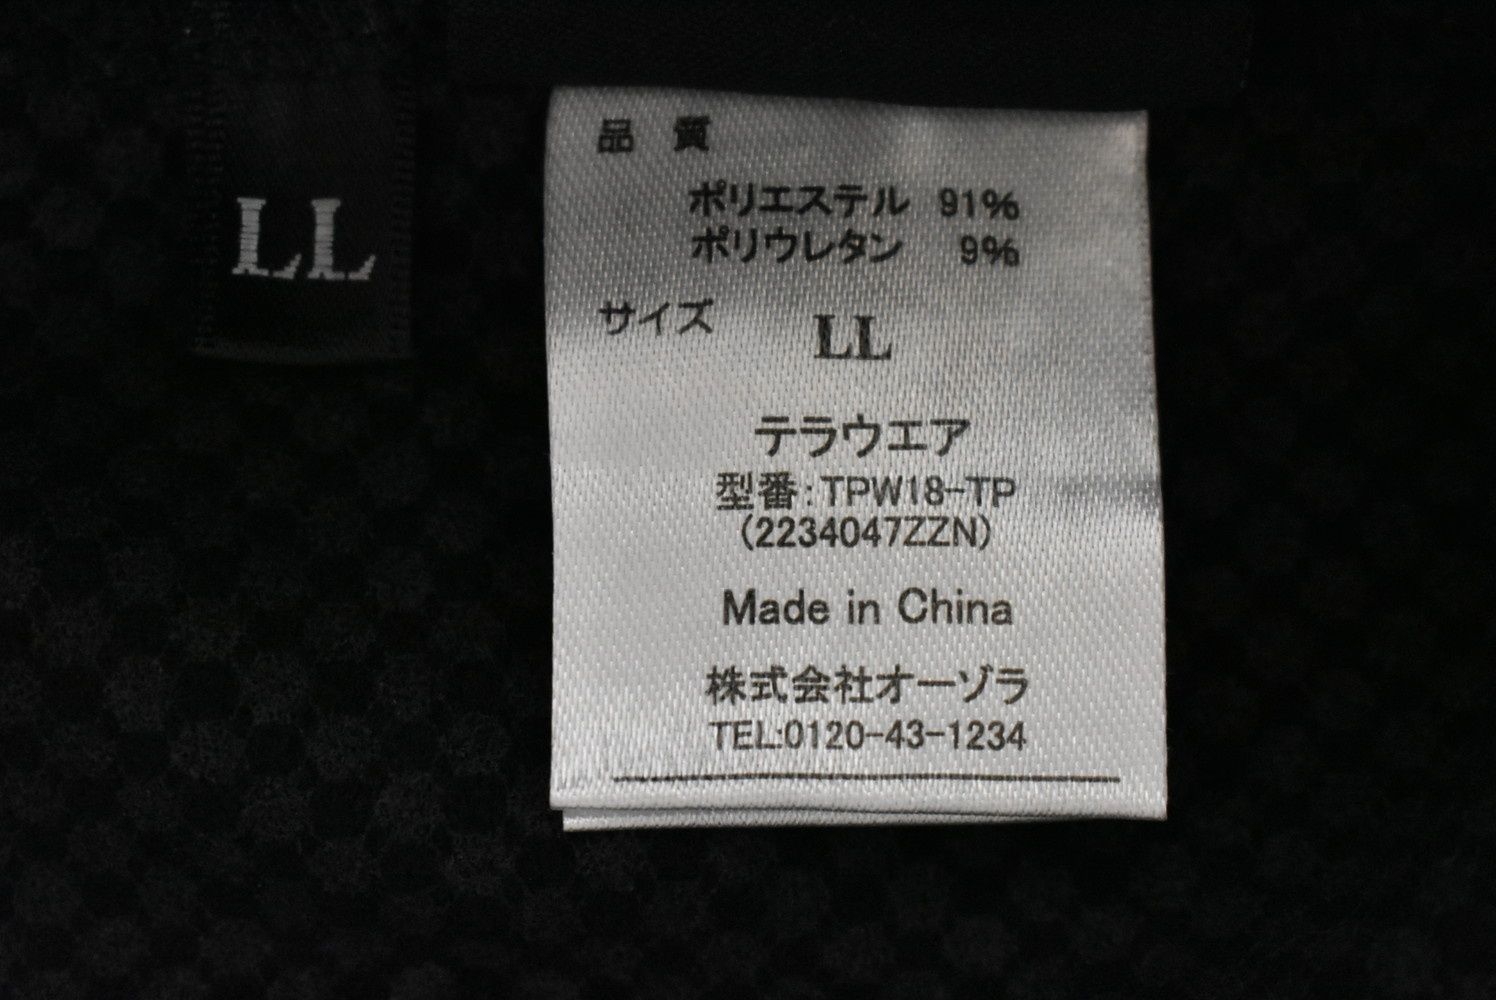 LL
品 質
ポリエステル 91%
ポリウレタン 9%
サイズ LL
テラウエア
型番:TPW18-TP
(2234047ZZN)
Made in China
株式会社オーゾラ
TEL:0120-43-1234